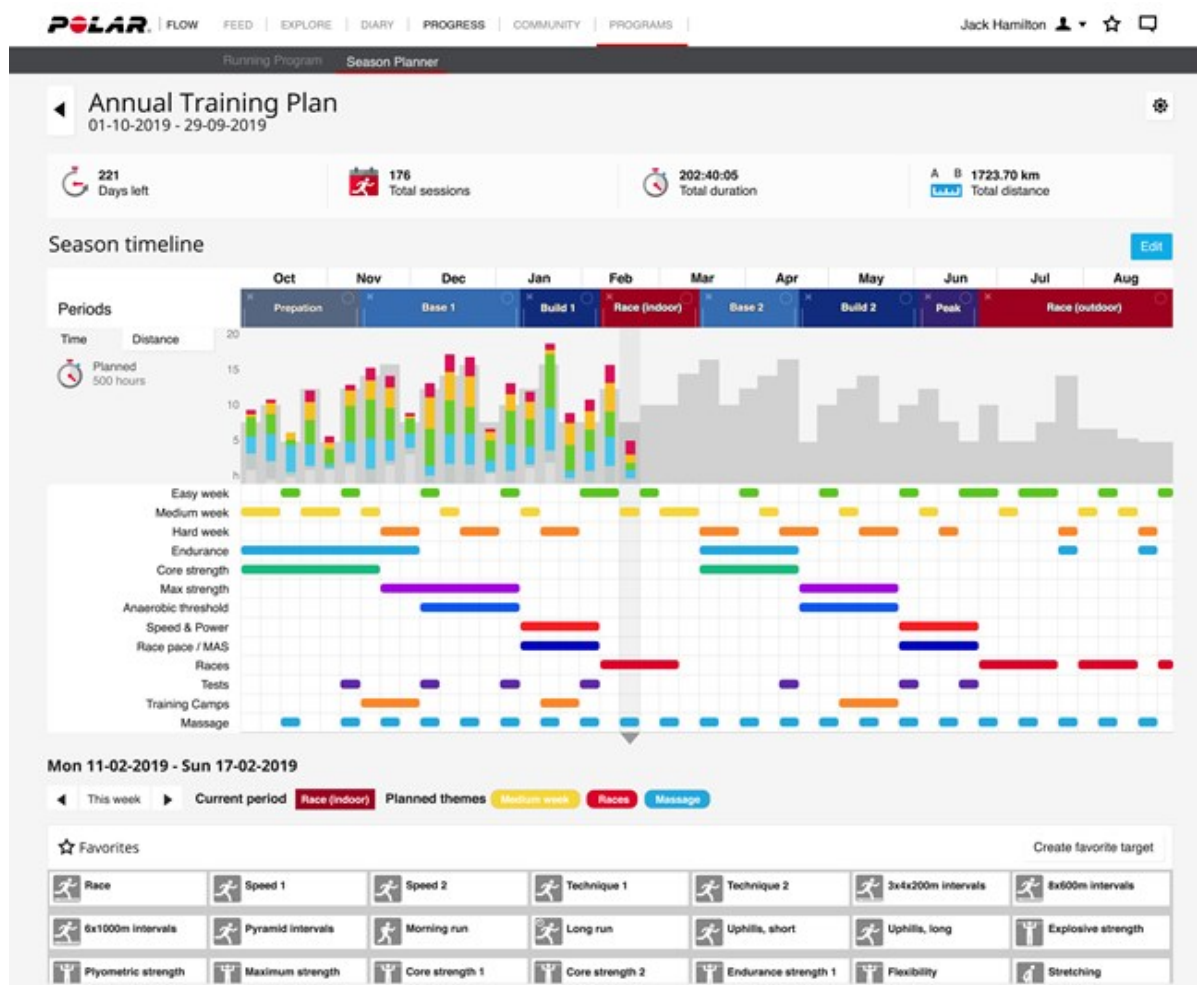 POLAR. FLOW FEED EXPLORE DIARY PROGRESS COMMUNITY PROGRAMS Jack Hamilton
Running Program Season Planner
Annual Training Plan
01-10-2019 - 29-09-2019
221
Days left
176
Total sessions
202:40:05
Total duration
A B 1723.70 km
Total distance
Season timeline
Edit
Oct Nov Dec Jan Feb Mar Apr May Jun Jul Aug
Periods
Prepation Base 1 Build 1 Race (indoor) Base 2 Build 2 Peak Race (outdoor)
Time Distance
Planned
500 hours
20
15
10
5
h
Easy week
Medium week
Hard week
Endurance
Core strength
Max strength
Anaerobic threshold
Speed & Power
Race pace / MAS
Races
Tests
Training Camps
Massage
Mon 11-02-2019 - Sun 17-02-2019
This week Current period Race (Indoor) Planned themes Medium week Races Massage
Favorites Create favorite target
Race Speed 1 Speed 2 Technique 1 Technique 2 3x4x200m intervals 8x600m intervals
6x1000m intervals Pyramid intervals Morning run Long run Uphills, short Uphills, long Explosive strength
Plyometric strength Maximum strength Core strength 1 Core strength 2 Endurance strength 1 Flexibility Stretching